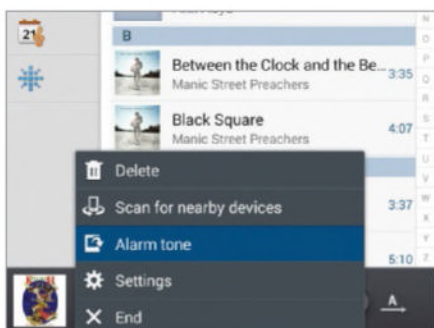 21
B
Between the Clock and the Be...
3:35
Manic Street Preachers
Black Square
4:07
Manic Street Preachers
Delete
Scan for nearby devices
3:37
Alarm tone
5:10
Settings
End
A
N
O
P
Q
R
S
T
U
V
W
X
Y
Z